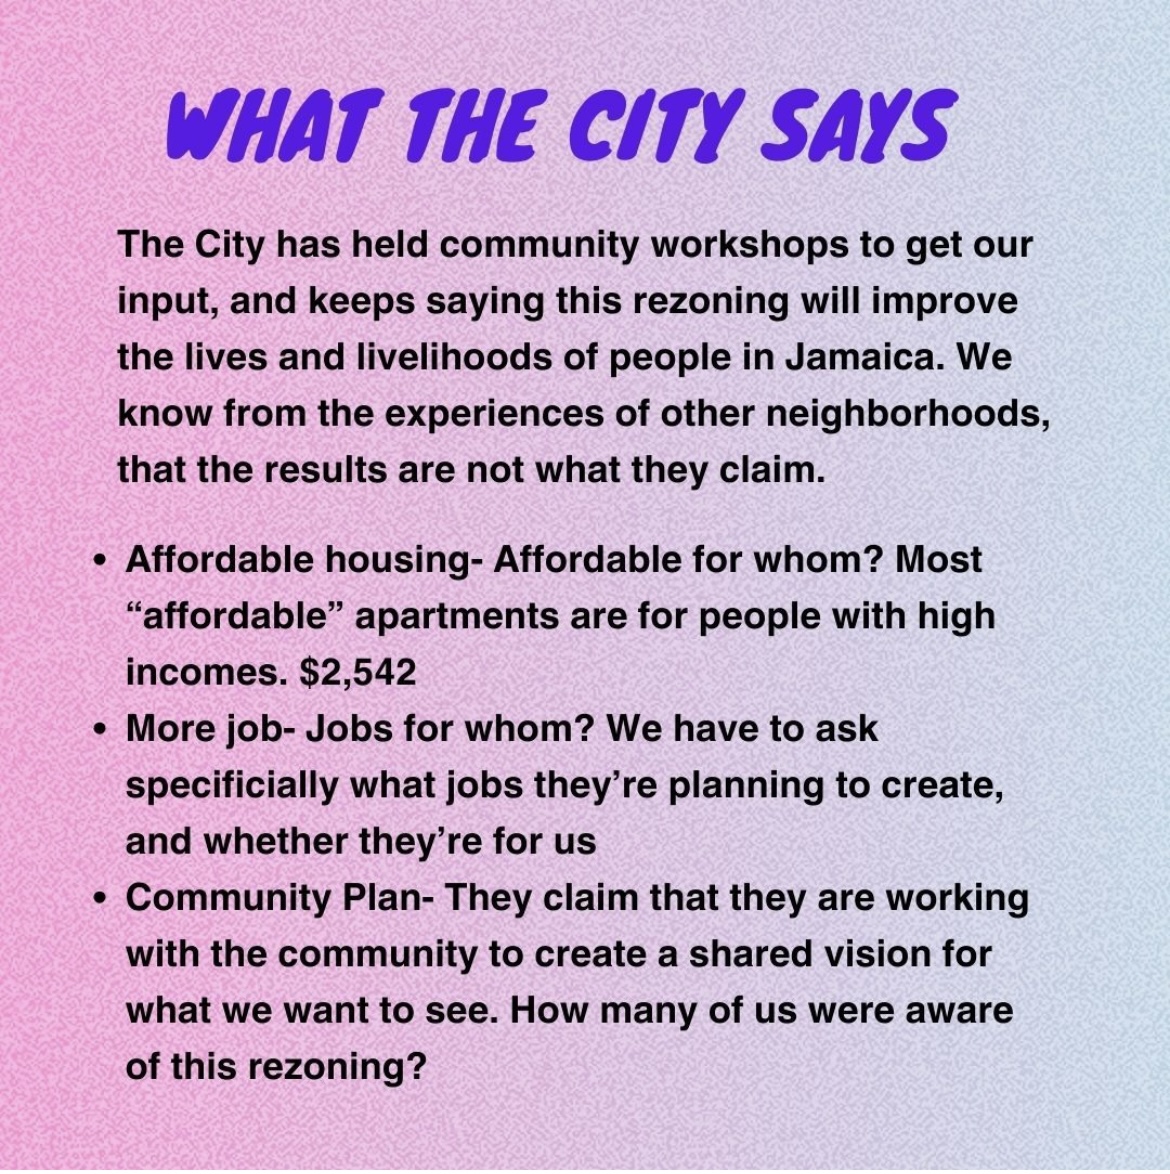 WHAT THE CITY SAYS
The City has held community workshops to get our
input, and keeps saying this rezoning will improve
the lives and livelihoods of people in Jamaica. We
know from the experiences of other neighborhoods,
that the results are not what they claim.
• Affordable housing- Affordable for whom? Most
“affordable” apartments are for people with high
incomes. $2,542
• More job- Jobs for whom? We have to ask
specificially what jobs they’re planning to create,
and whether they’re for us
• Community Plan- They claim that they are working
with the community to create a shared vision for
what we want to see. How many of us were aware
of this rezoning?